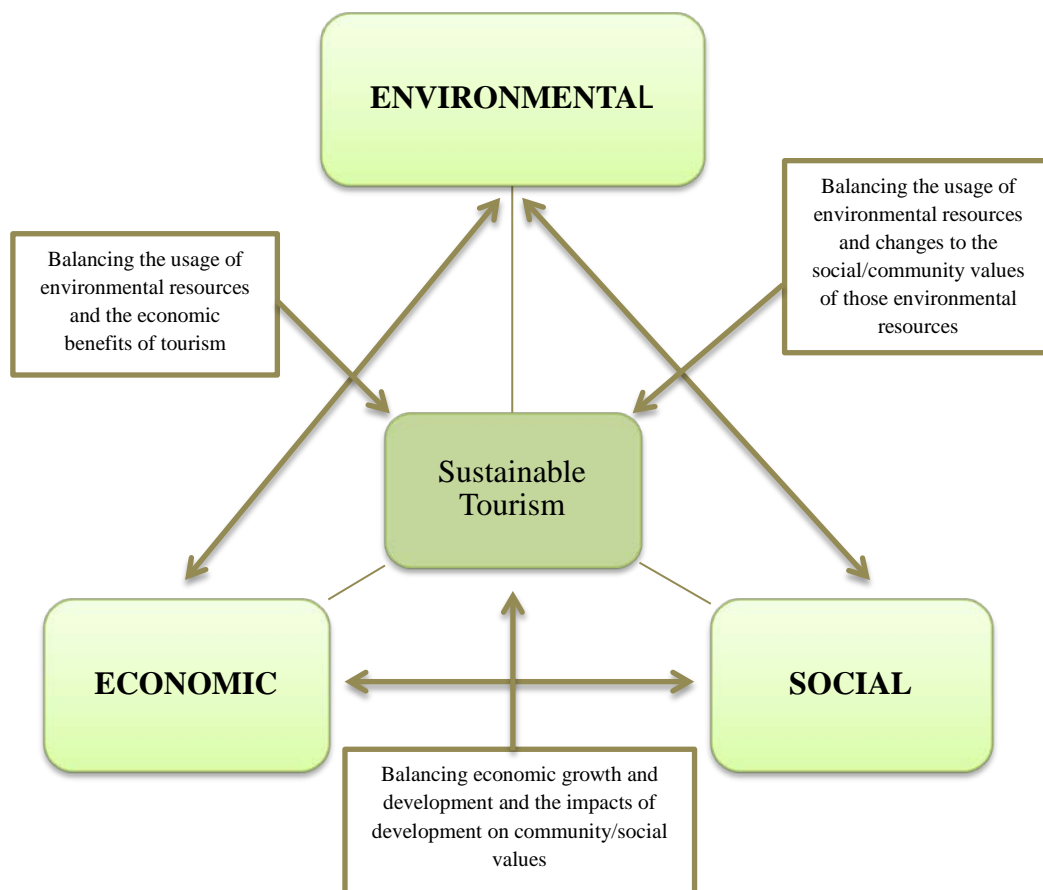 ENVIRONMENTAL
Balancing the usage of
environmental resources
and the economic
benefits of tourism
Balancing the usage of
environmental resources
and changes to the
social/community values
of those environmental
resources
Sustainable
Tourism
ECONOMIC
SOCIAL
Balancing economic growth and
development and the impacts of
development on community/social
values